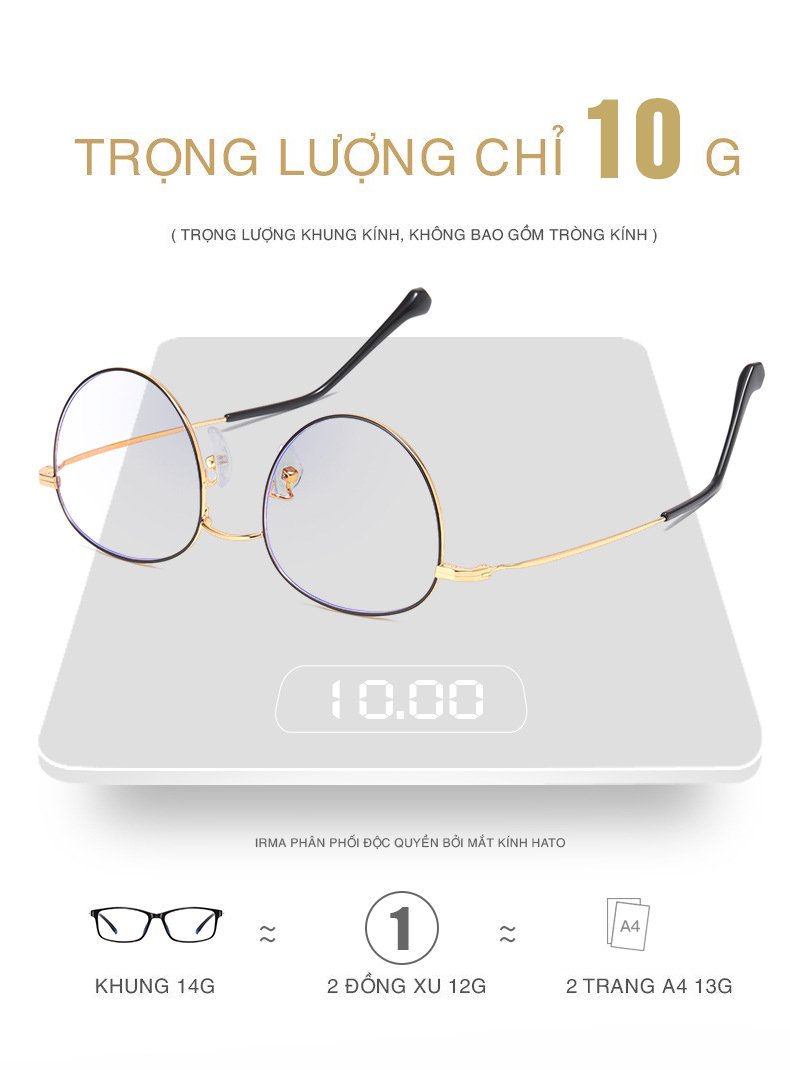 TRỌNG LƯỢNG CHỈ 10 G
( TRỌNG LƯỢNG KHUNG KÍNH, KHÔNG BAO GỒM TRÒNG KÍNH )
10.00
IRMA PHÂN PHỐI ĐỘC QUYỀN BỞI MẮT KÍNH HATO
≈ 1 ≈ A4
KHUNG 14G 2 ĐỒNG XU 12G 2 TRANG A4 13G